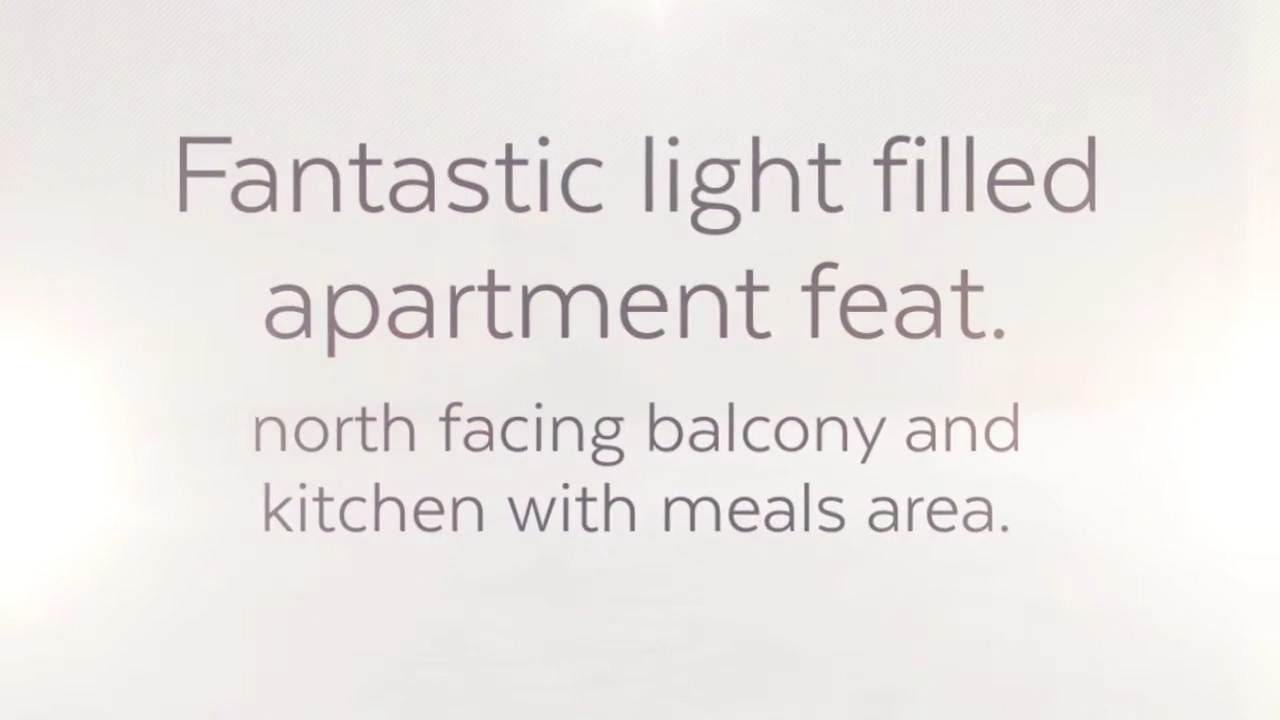 Fantastic light filled
apartment feat.
north facing balcony and
kitchen with meals area.